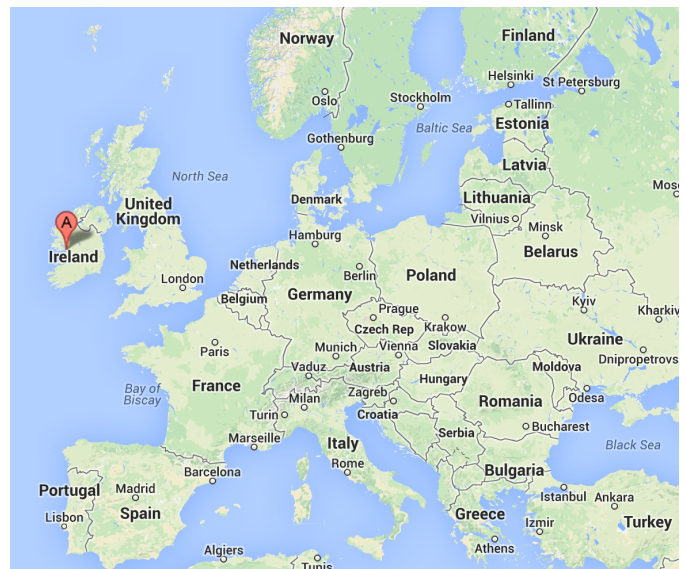 Norway
Finland
Helsinki
St Petersburg
Oslo
Stockholm
Tallinn
Baltic Sea
Estonia
Gothenburg
Latvia
North Sea
Mosc
Denmark
Lithuania
United
Kingdom
A
Vilnius
Minsk
Hamburg
Belarus
Ireland
Netherlands
Berlin
Poland
London
Germany
Belgium
Kyiv
Prague
Kharkiv
Czech Rep
Krakow
Ukraine
Paris
Munich
Vienna
Slovakia
Dnipropetrovs
Vaduz
Austria
Moldova
Hungary
France
Bay of
Biscay
Zagreb
Odesa
Milan
Romania
Turin
Croatia
Bucharest
Marseille
Italy
Serbia
Black Sea
Rome
Barcelona
Bulgaria
Portugal
Madrid
Istanbul
Ankara
Lisbon
Spain
Greece
Izmir
Turkey
Athens
Algiers
Tunis